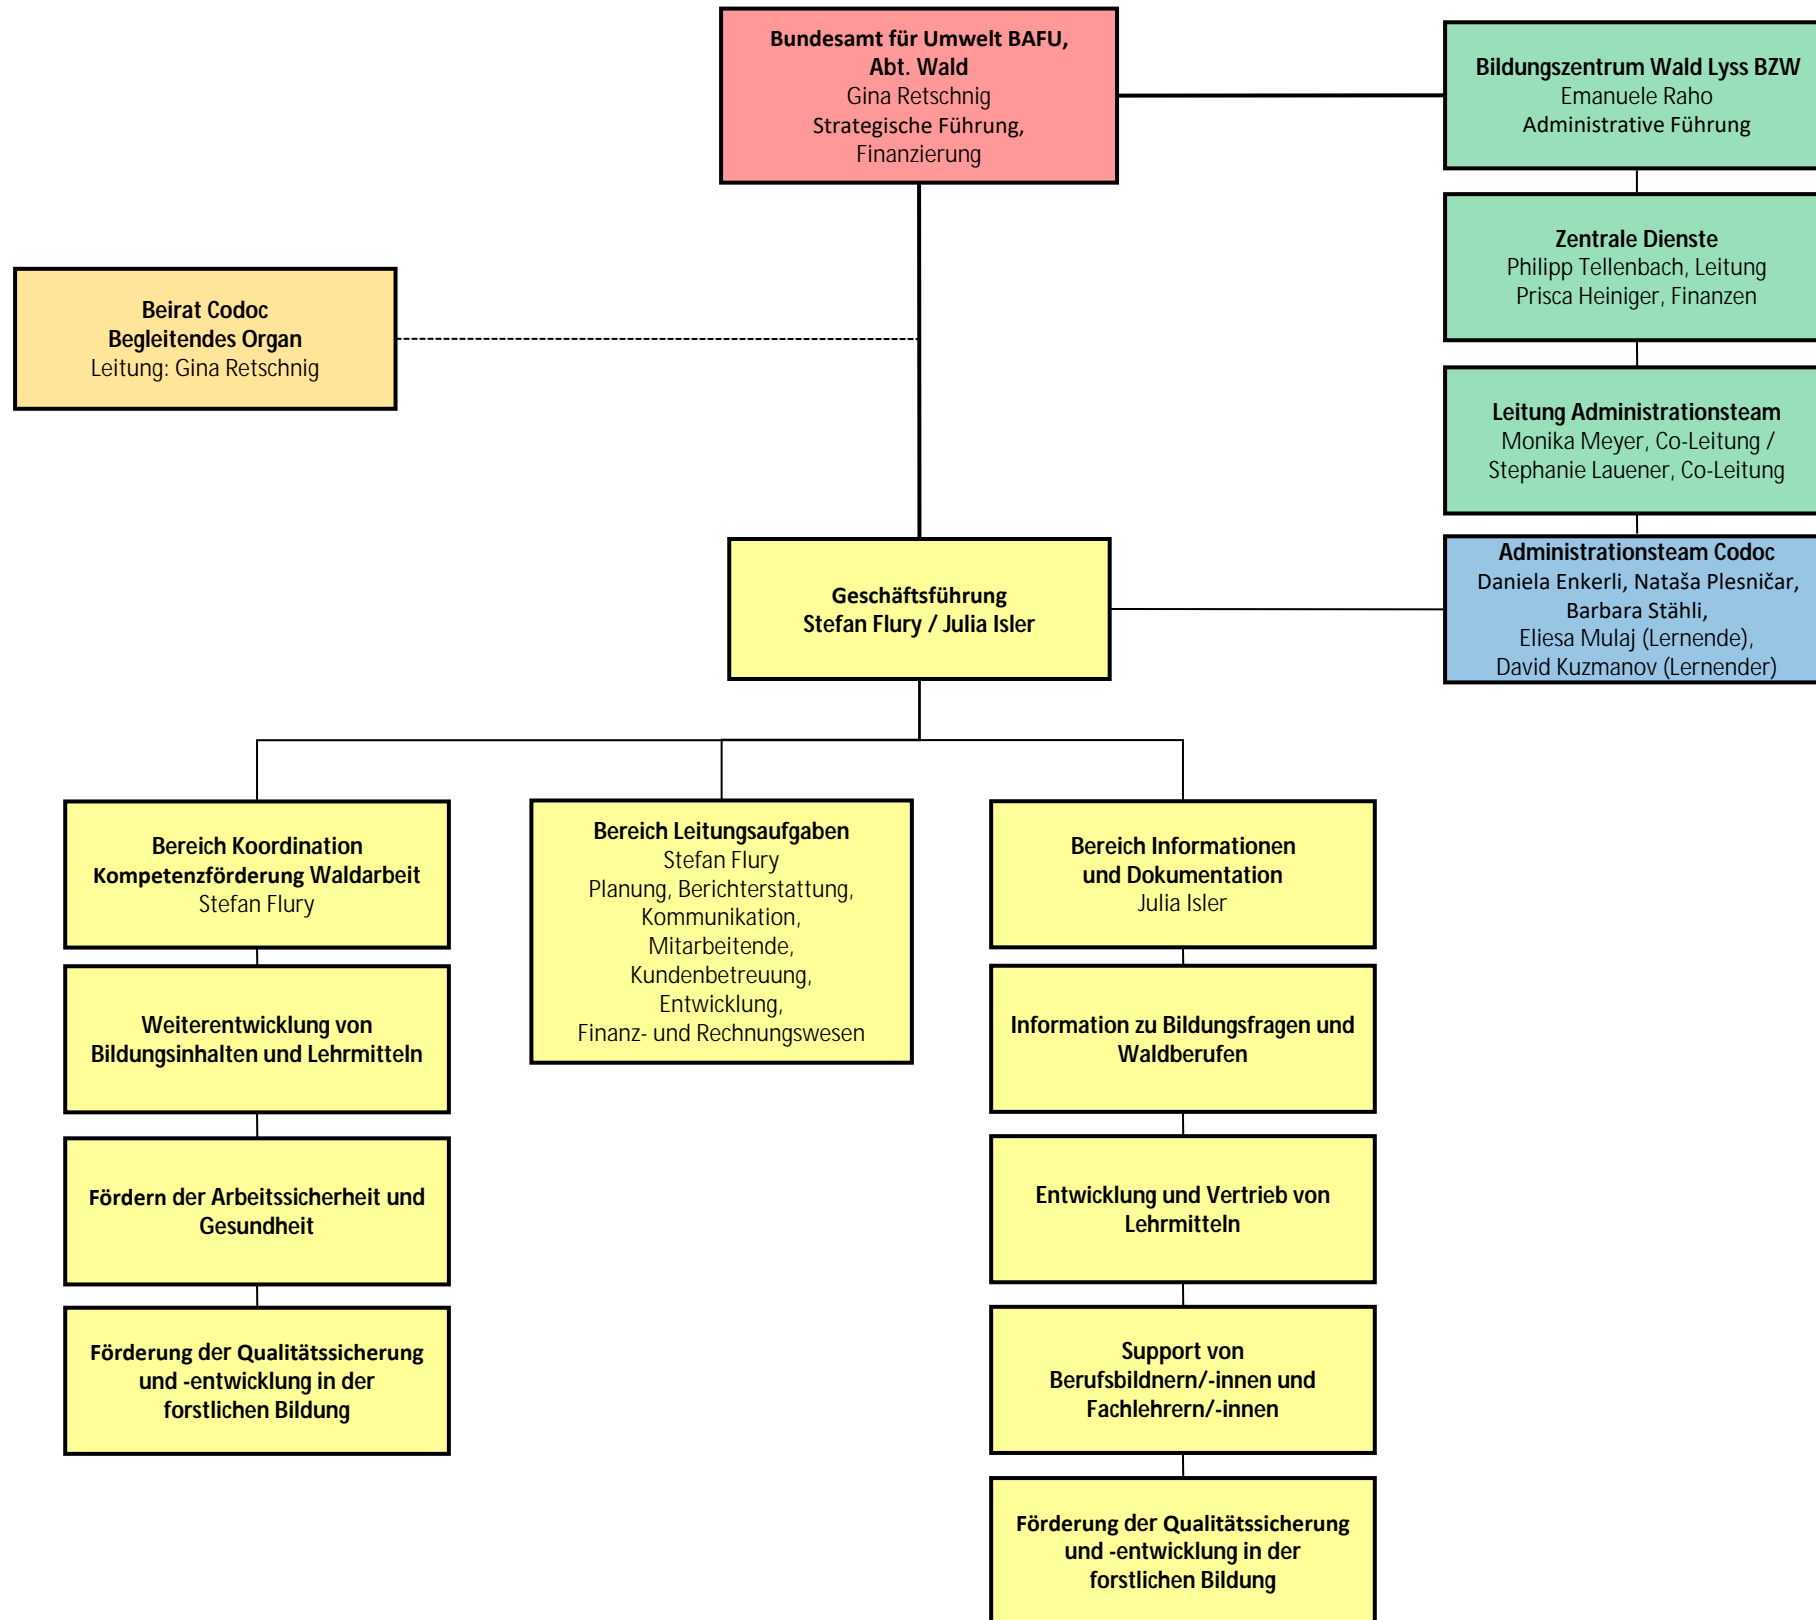 Bundesamt für Umwelt BAFU,
Abt. Wald
Gina Retschnig
Strategische Führung,
Finanzierung
Bildungszentrum Wald Lyss BZW
Emanuele Raho
Administrative Führung
Zentrale Dienste
Philipp Tellenbach, Leitung
Prisca Heiniger, Finanzen
Beirat Codoc
Begleitendes Organ
Leitung: Gina Retschnig
Leitung Administrationsteam
Monika Meyer, Co-Leitung /
Stephanie Lauener, Co-Leitung
Geschäftsführung
Stefan Flury / Julia Isler
Administrationsteam Codoc
Daniela Enkerli, Nataša Plesničar,
Barbara Stähli,
Eliesa Mulaj (Lernende),
David Kuzmanov (Lernender)
Bereich Koordination
Kompetenzförderung Waldarbeit
Stefan Flury
Weiterentwicklung von
Bildungsinhalten und Lehrmitteln
Fördern der Arbeitssicherheit und
Gesundheit
Förderung der Qualitätssicherung
und -entwicklung in der
forstlichen Bildung
Bereich Leitungsaufgaben
Stefan Flury
Planung, Berichterstattung,
Kommunikation,
Mitarbeitende,
Kundenbetreuung,
Entwicklung,
Finanz- und Rechnungswesen
Bereich Informationen
und Dokumentation
Julia Isler
Information zu Bildungsfragen und
Waldberufen
Entwicklung und Vertrieb von
Lehrmitteln
Support von
Berufsbildnern/-innen und
Fachlehrern/-innen
Förderung der Qualitätssicherung
und -entwicklung in der
forstlichen Bildung